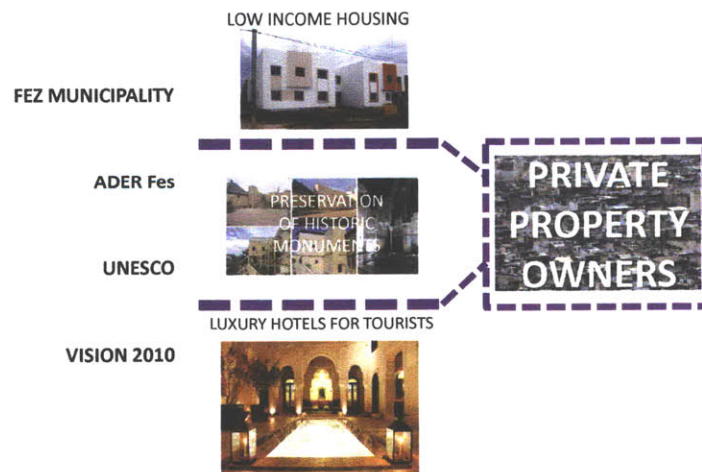 LOW INCOME HOUSING
FEZ MUNICIPALITY
ADER Fes
PRESERVATION
OF HISTORIC
MONUMENTS
UNESCO
PRIVATE
PROPERTY
OWNERS
LUXURY HOTELS FOR TOURISTS
VISION 2010